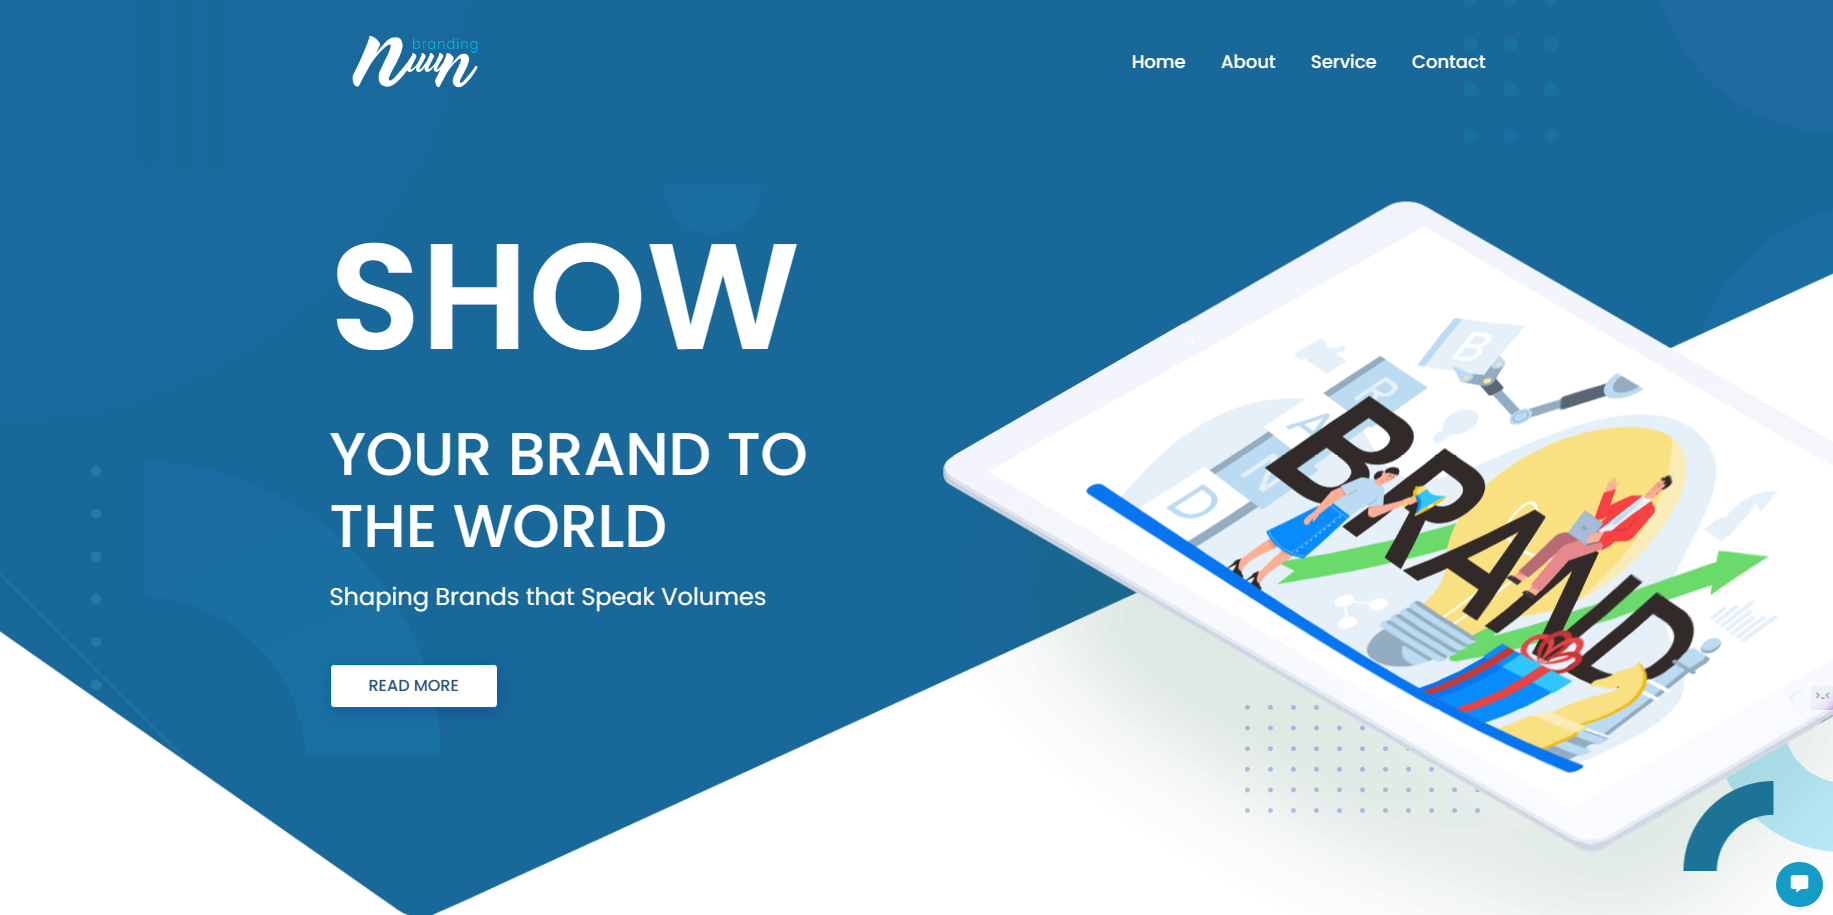 branding
nuun
Home About Service Contact
SHOW
YOUR BRAND TO
THE WORLD
Shaping Brands that Speak Volumes
READ MORE
B
R
A
N
D
BRAND